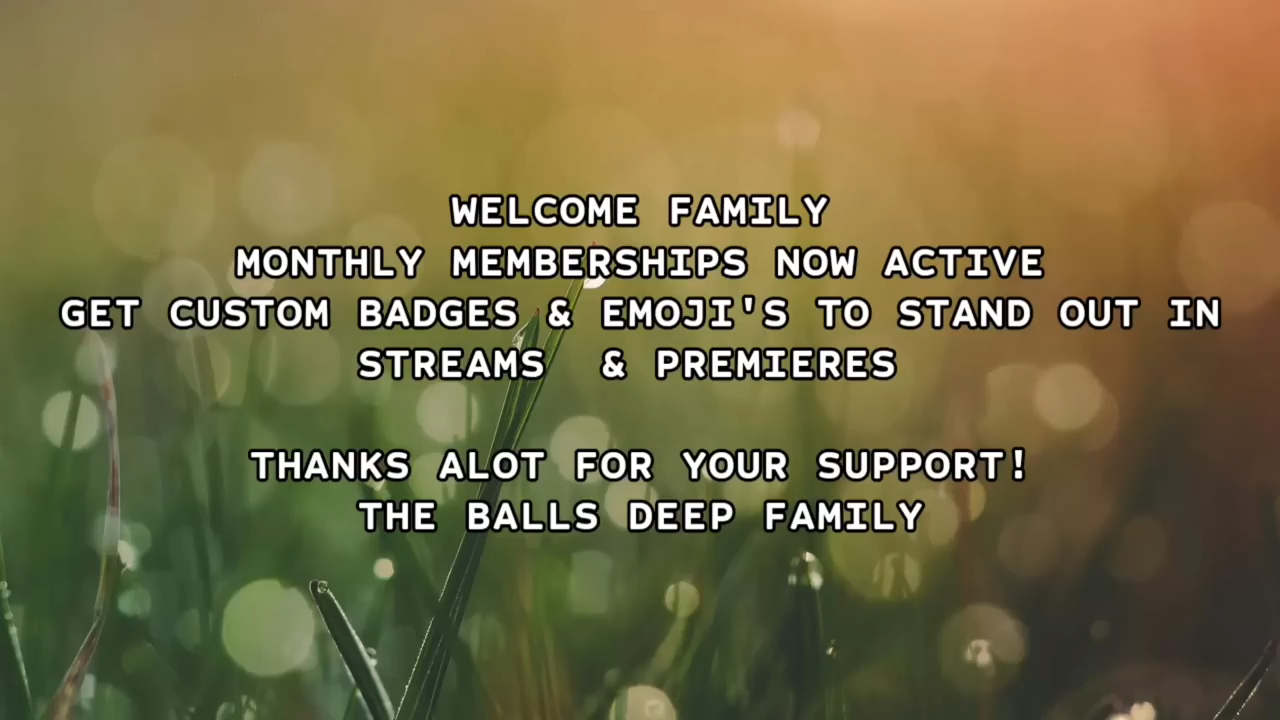 WELCOME FAMILY
MONTHLY MEMBERSHIPS NOW ACTIVE
GET CUSTOM BADGES & EMOJI'S TO STAND OUT IN
STREAMS & PREMIERES
THANKS ALOT FOR YOUR SUPPORT!
THE BALLS DEEP FAMILY